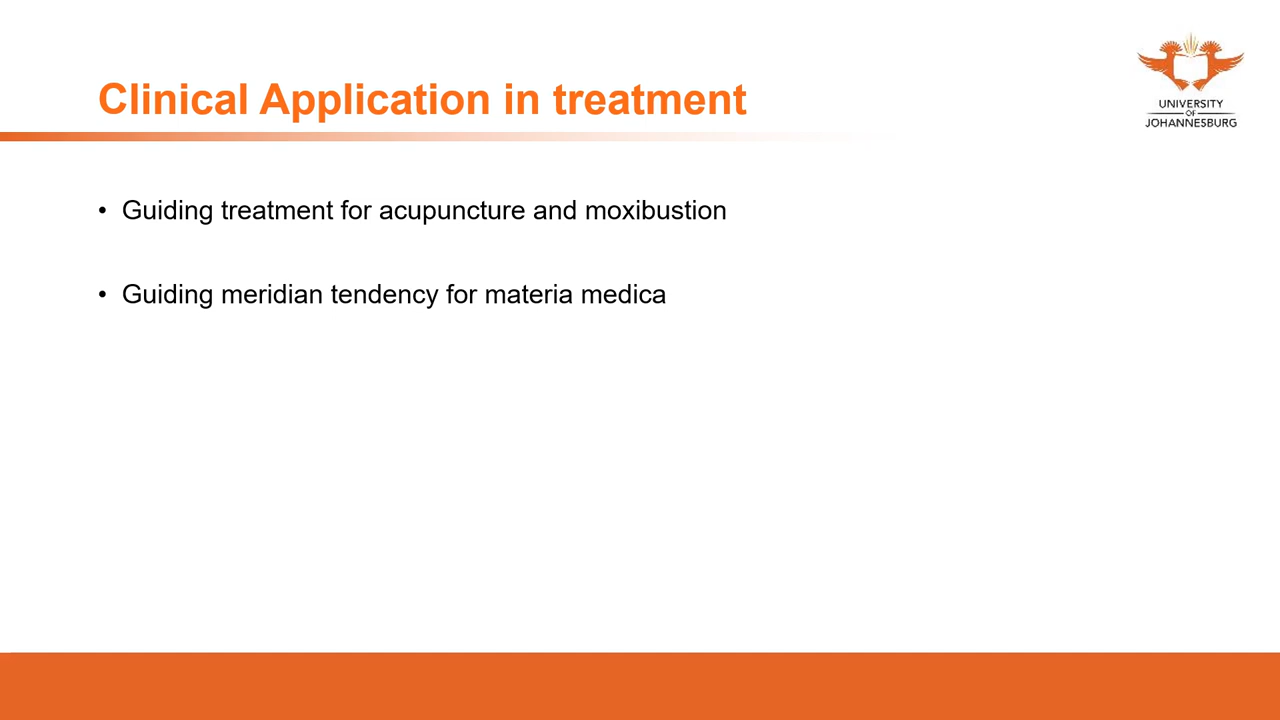 Clinical Application in treatment
UNIVERSITY
OF
JOHANNESBURG
• Guiding treatment for acupuncture and moxibustion
• Guiding meridian tendency for materia medica